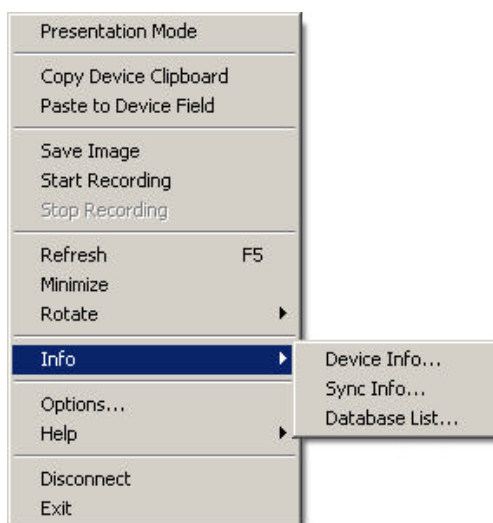 Presentation Mode
Copy Device Clipboard
Paste to Device Field
Save Image
Start Recording
Stop Recording
Refresh F5
Minimize
Rotate
Info
Device Info...
Sync Info...
Database List...
Options...
Help
Disconnect
Exit